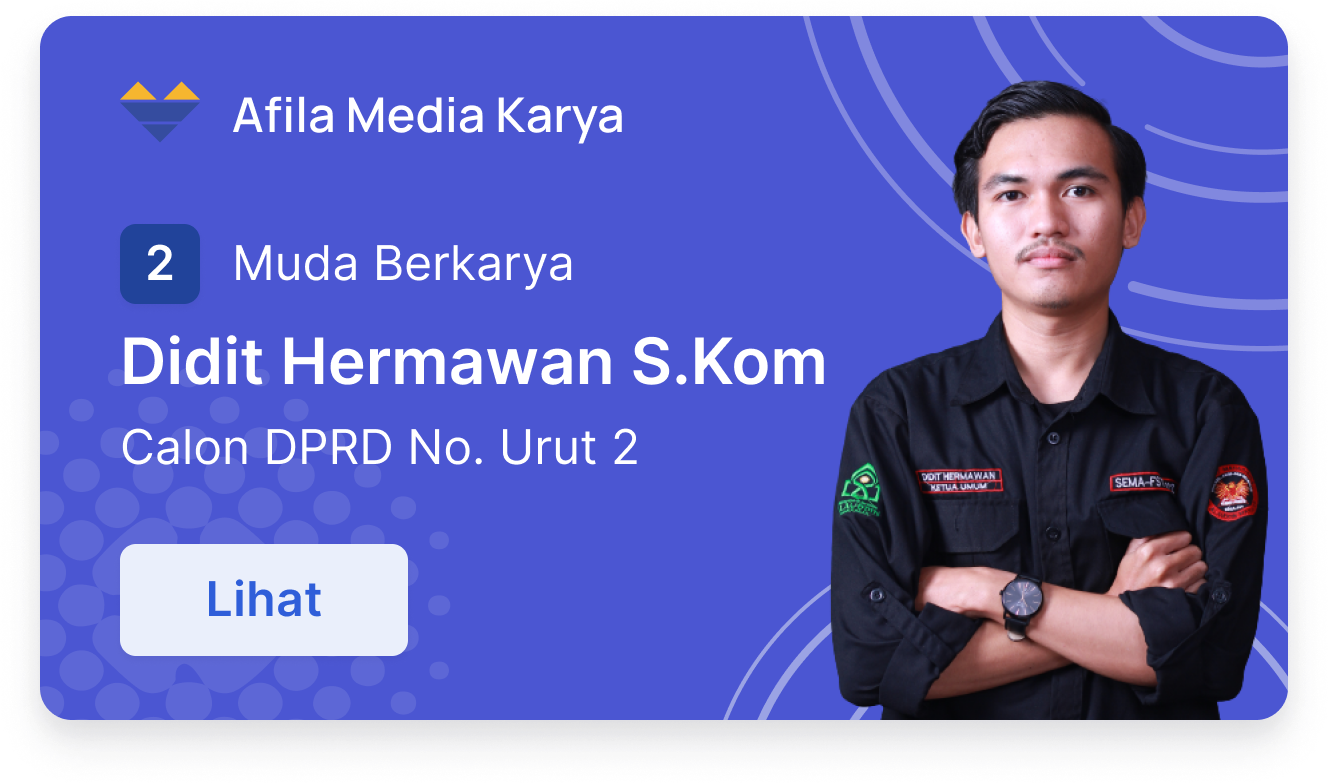 Afila Media Karya
2
Muda Berkarya
Didit Hermawan S.Kom
Calon DPRD No. Urut 2
Lihat
DIDIT HERMAWAN
KETUA UMUM